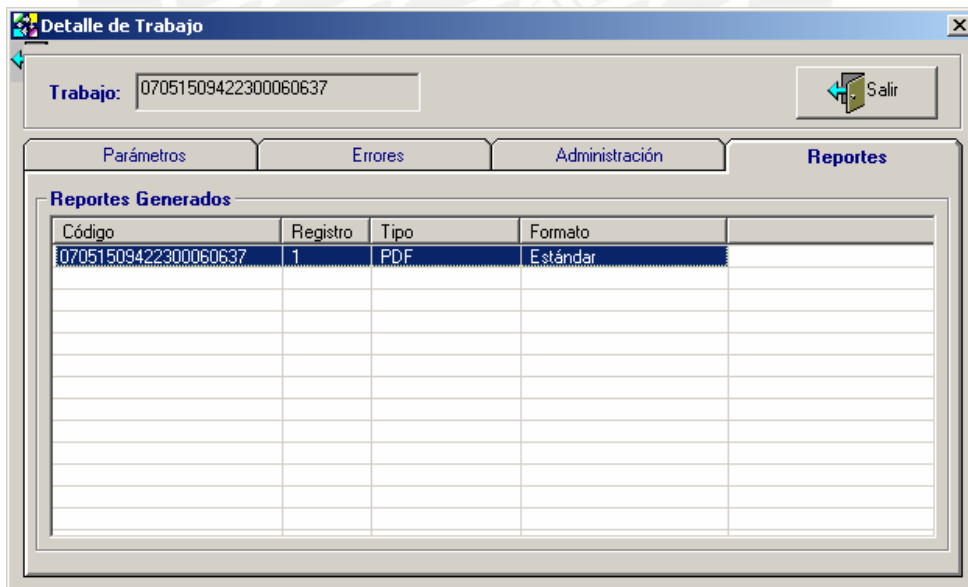 Detalle de Trabajo
Trabajo: 07051509422300060637 Salir
Parámetros Errores Administración Reportes
Reportes Generados
Código Registro Tipo Formato
07051509422300060637 1 PDF Estándar